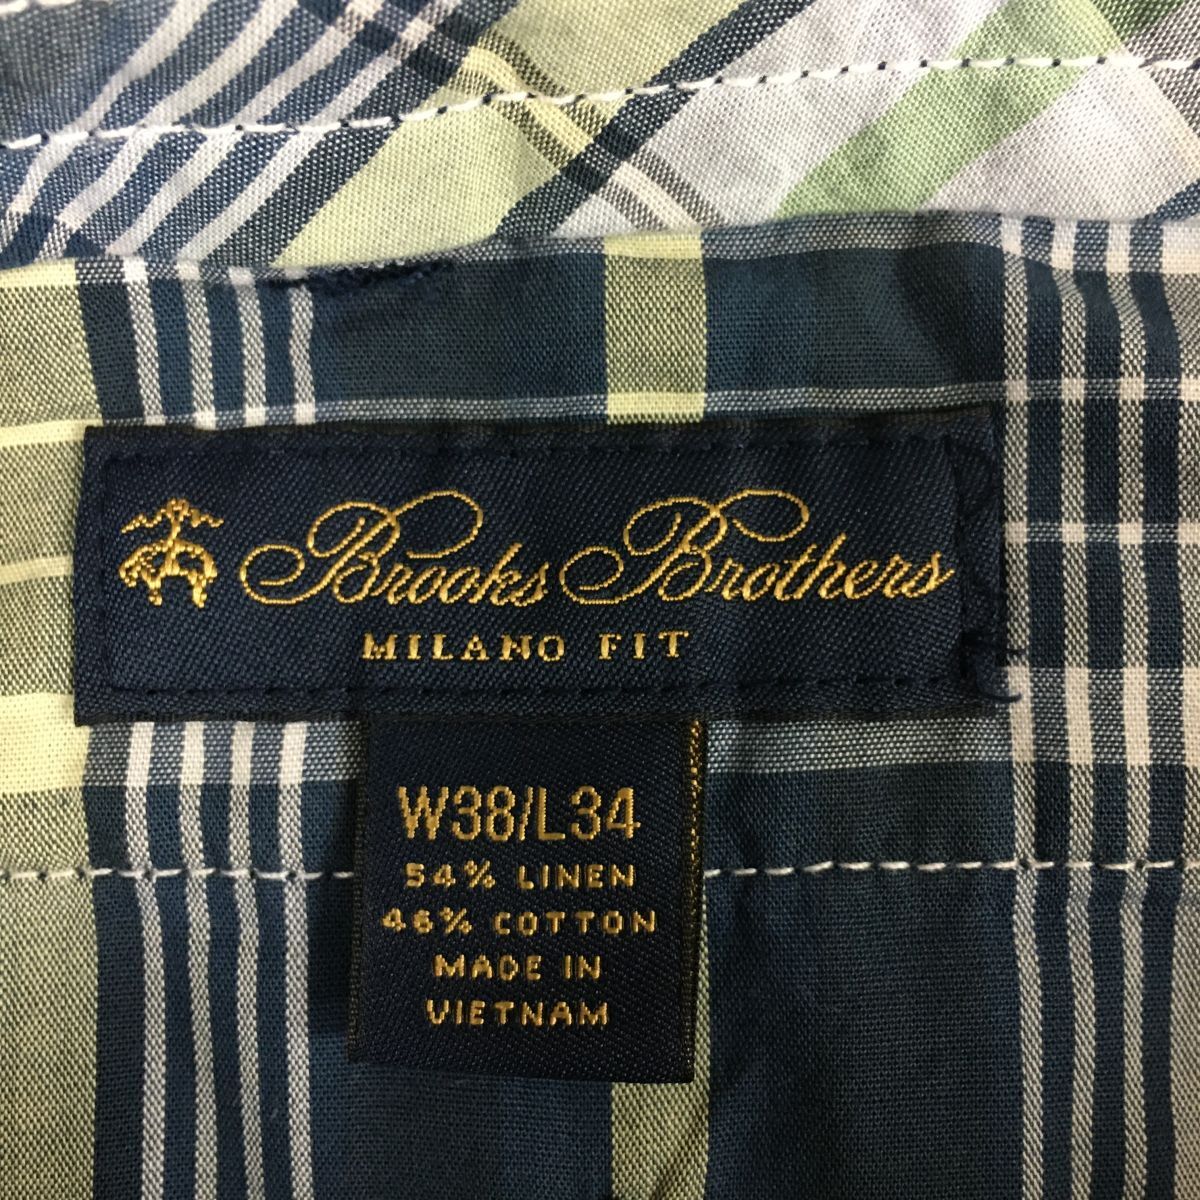 Brooks Brothers
MILANO FIT
W38/L34
54% LINEN
46% COTTON
MADE IN
VIETNAM